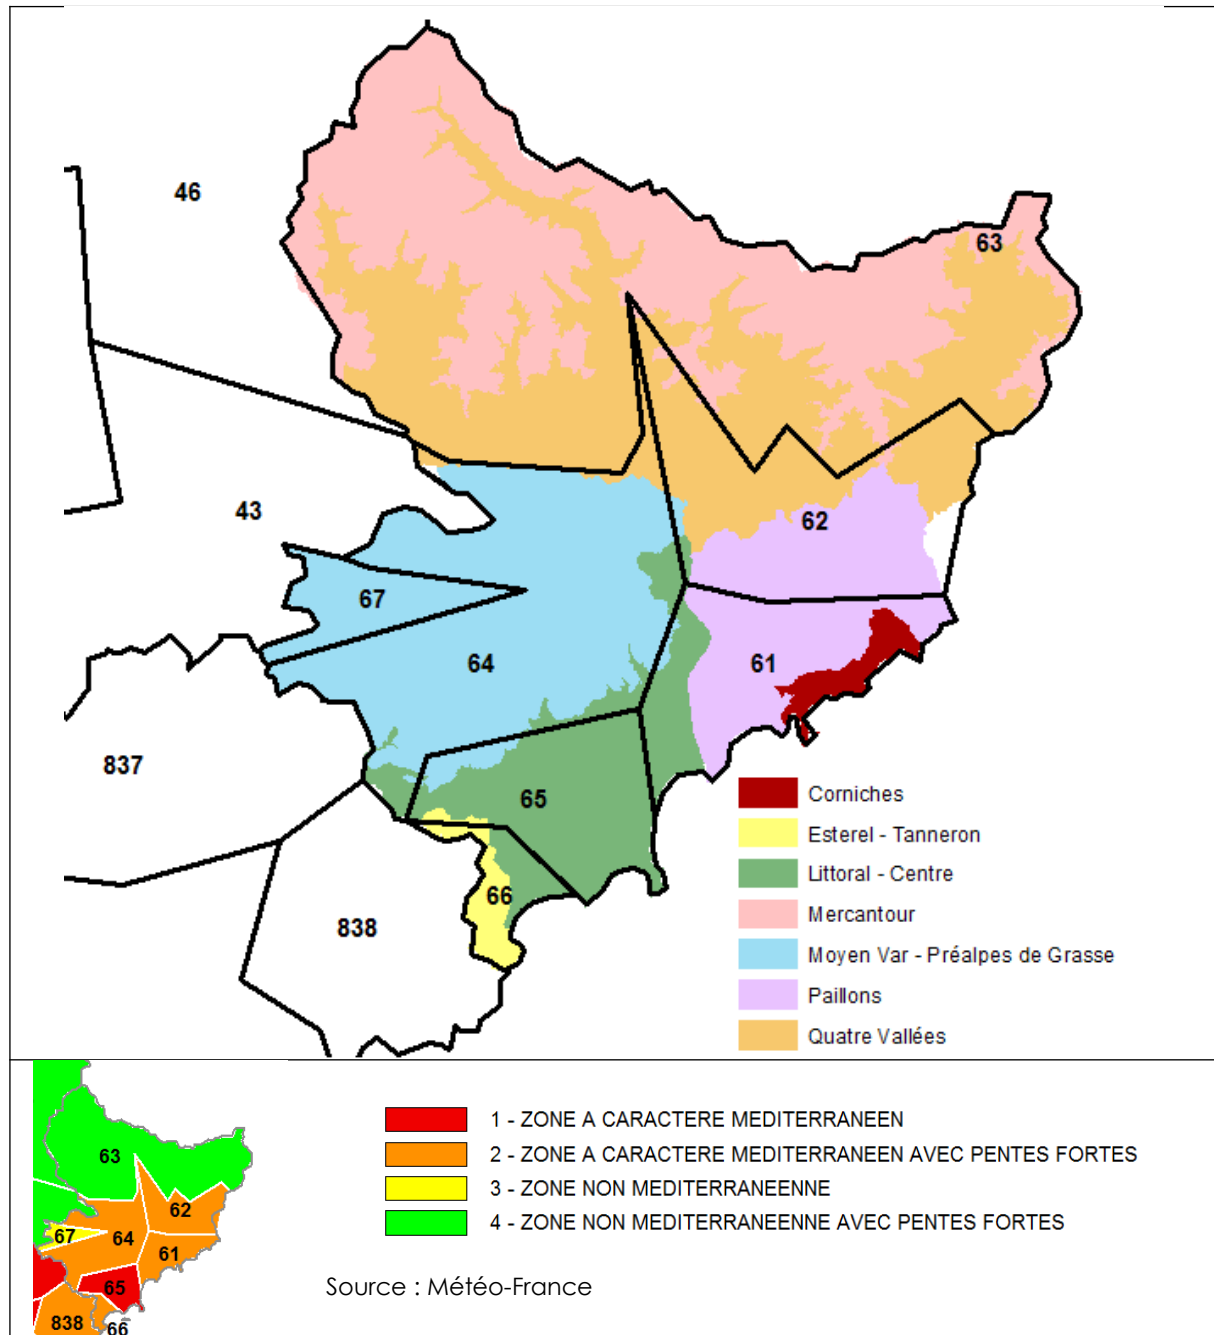 46
63
43
62
67
64
61
837
65
66
838
Corniches
Esterel - Tanneron
Littoral - Centre
Mercantour
Moyen Var - Préalpes de Grasse
Paillons
Quatre Vallées
63
62
67
64
61
65
838
66
1 - ZONE A CARACTERE MEDITERRANEEN
2 - ZONE A CARACTERE MEDITERRANEEN AVEC PENTES FORTES
3 - ZONE NON MEDITERRANEENNE
4 - ZONE NON MEDITERRANEENNE AVEC PENTES FORTES
Source : Météo-France